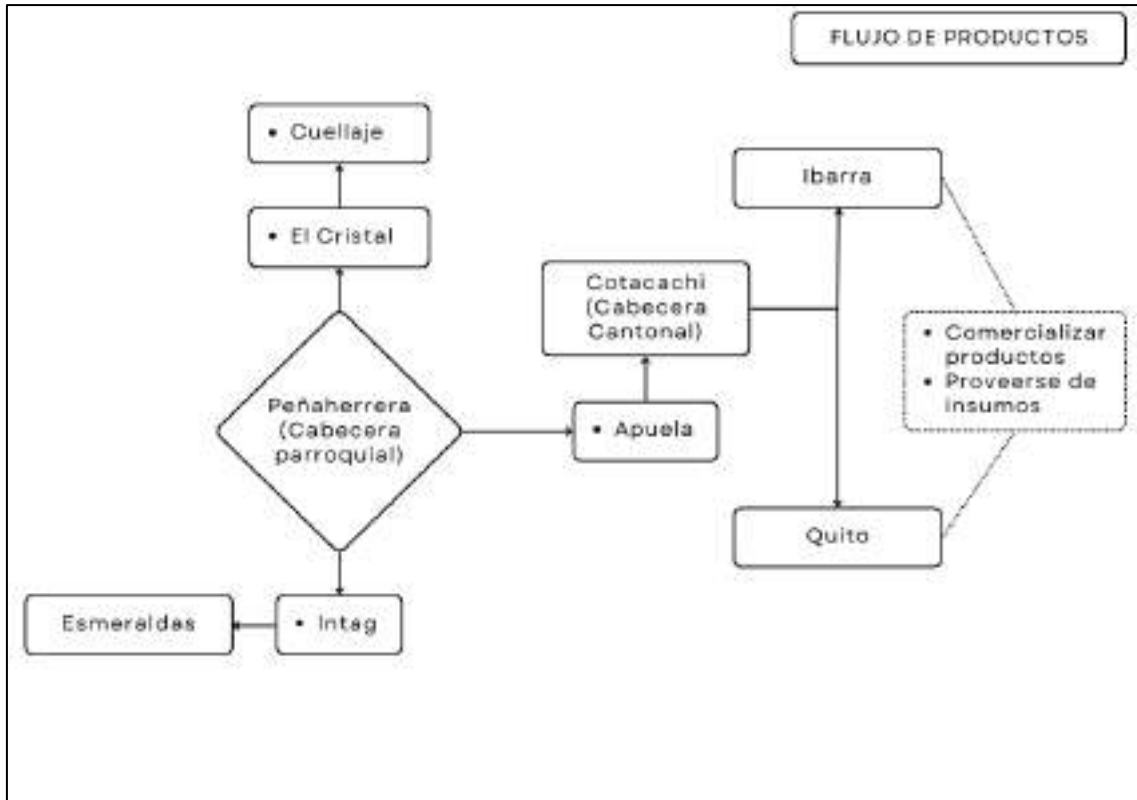 FLUJO DE PRODUCTOS
• Cuellaje
Ibarra
• El Cristal
Cotacachi
(Cabecera
Cantonal)
• Comercializar
productos
• Proveerse de
insumos
Peñaherrera
(Cabecera
parroquial)
• Apuela
Quito
Esmeraldas
• Intag